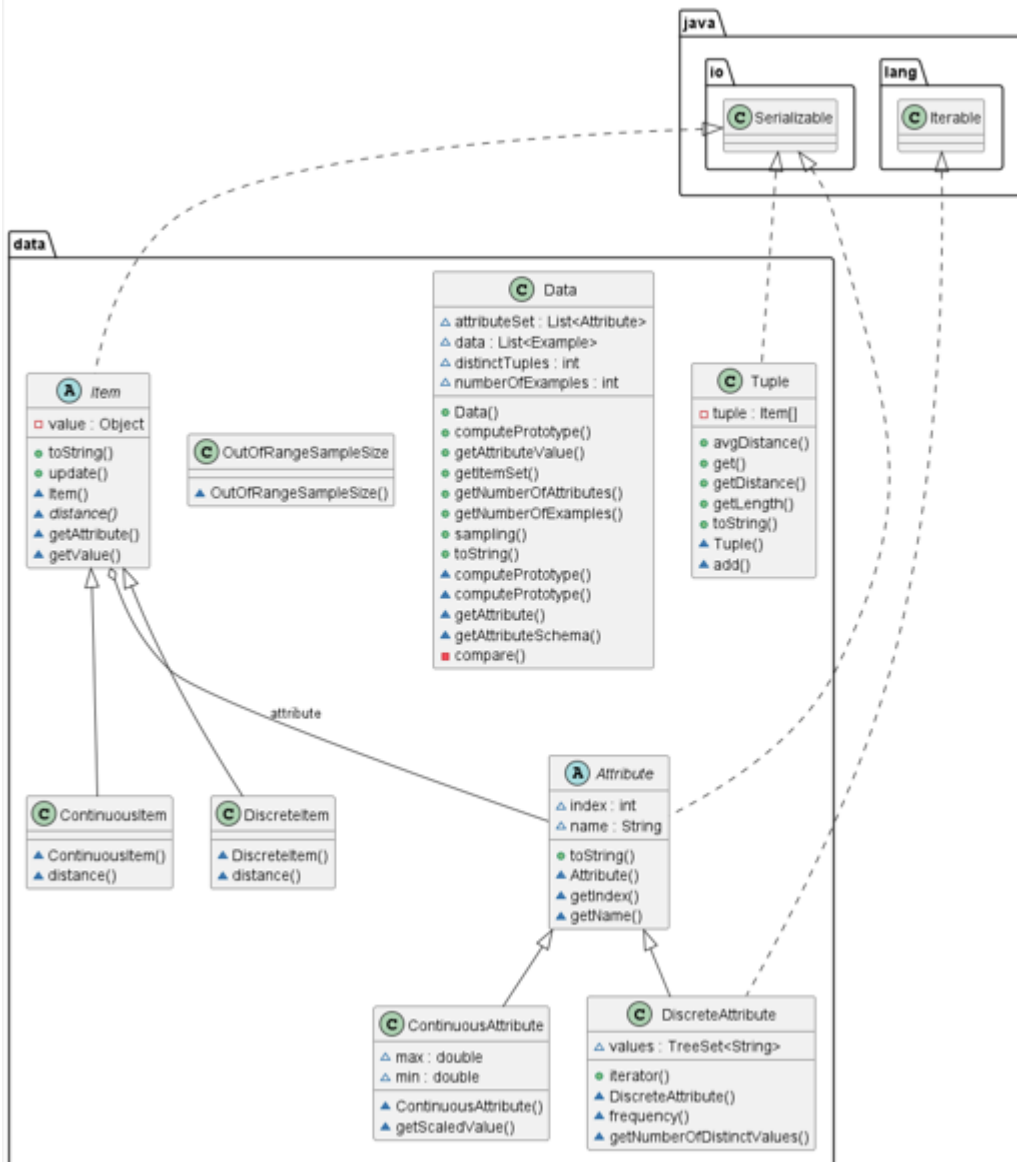 java
io
lang
C Serializable
C Iterable
data
A Item
value : Object
toString()
update()
Item()
distance()
getAttribute()
getValue()
C OutOfRangeSampleSize
OutOfRangeSampleSize()
C Data
attributeSet : List<Attribute>
data : List<Example>
distinctTuples : int
numberOfExamples : int
Data()
computePrototype()
getAttributeValue()
getItemSet()
getNumberOfAttributes()
getNumberOfExamples()
sampling()
toString()
computePrototype()
computePrototype()
getAttribute()
getAttributeSchema()
compare()
C Tuple
tuple : Item[]
avgDistance()
get()
getDistance()
getLength()
toString()
Tuple()
add()
attribute
C ContinuousItem
ContinuousItem()
distance()
C DiscreteItem
DiscreteItem()
distance()
A Attribute
index : int
name : String
toString()
Attribute()
getIndex()
getName()
C ContinuousAttribute
max : double
min : double
ContinuousAttribute()
getScaledValue()
C DiscreteAttribute
values : TreeSet<String>
iterator()
DiscreteAttribute()
frequency()
getNumberOfDistinctValues()